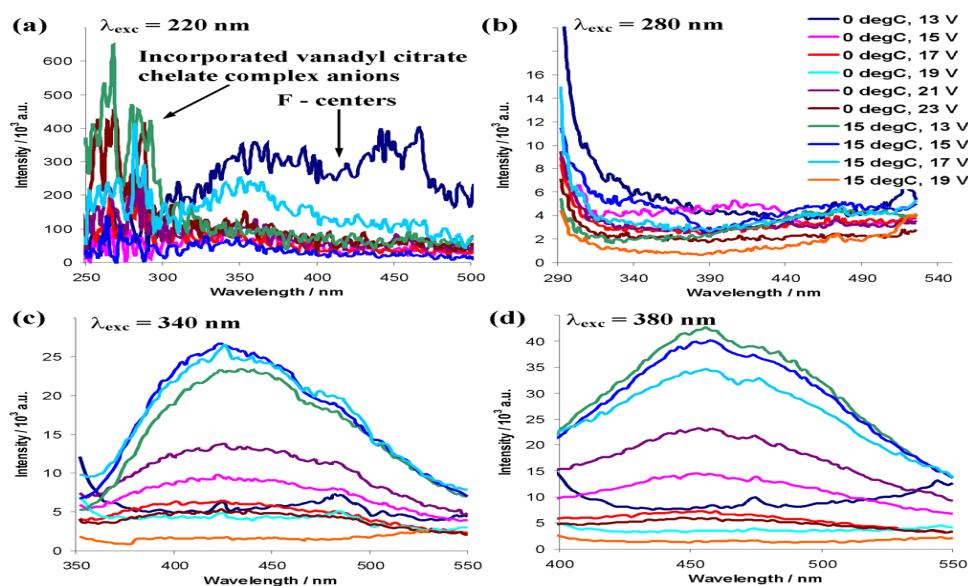 (a)
λexc = 220 nm
Incorporated vanadyl citrate
chelate complex anions
F - centers
Intensity / 10³ a.u.
600
500
400
300
200
100
0
250
300
350
400
450
500
Wavelength / nm
(b)
λexc = 280 nm
Intensity / 10³ a.u.
16
14
12
10
8
6
4
2
0
290
340
390
440
490
540
Wavelength / nm
0 degC, 13 V
0 degC, 15 V
0 degC, 17 V
0 degC, 19 V
0 degC, 21 V
0 degC, 23 V
15 degC, 13 V
15 degC, 15 V
15 degC, 17 V
15 degC, 19 V
(c)
λexc = 340 nm
Intensity / 10³ a.u.
25
20
15
10
5
0
350
400
450
500
550
Wavelength / nm
(d)
λexc = 380 nm
Intensity / 10³ a.u.
40
35
30
25
20
15
10
5
0
400
450
500
550
Wavelength / nm